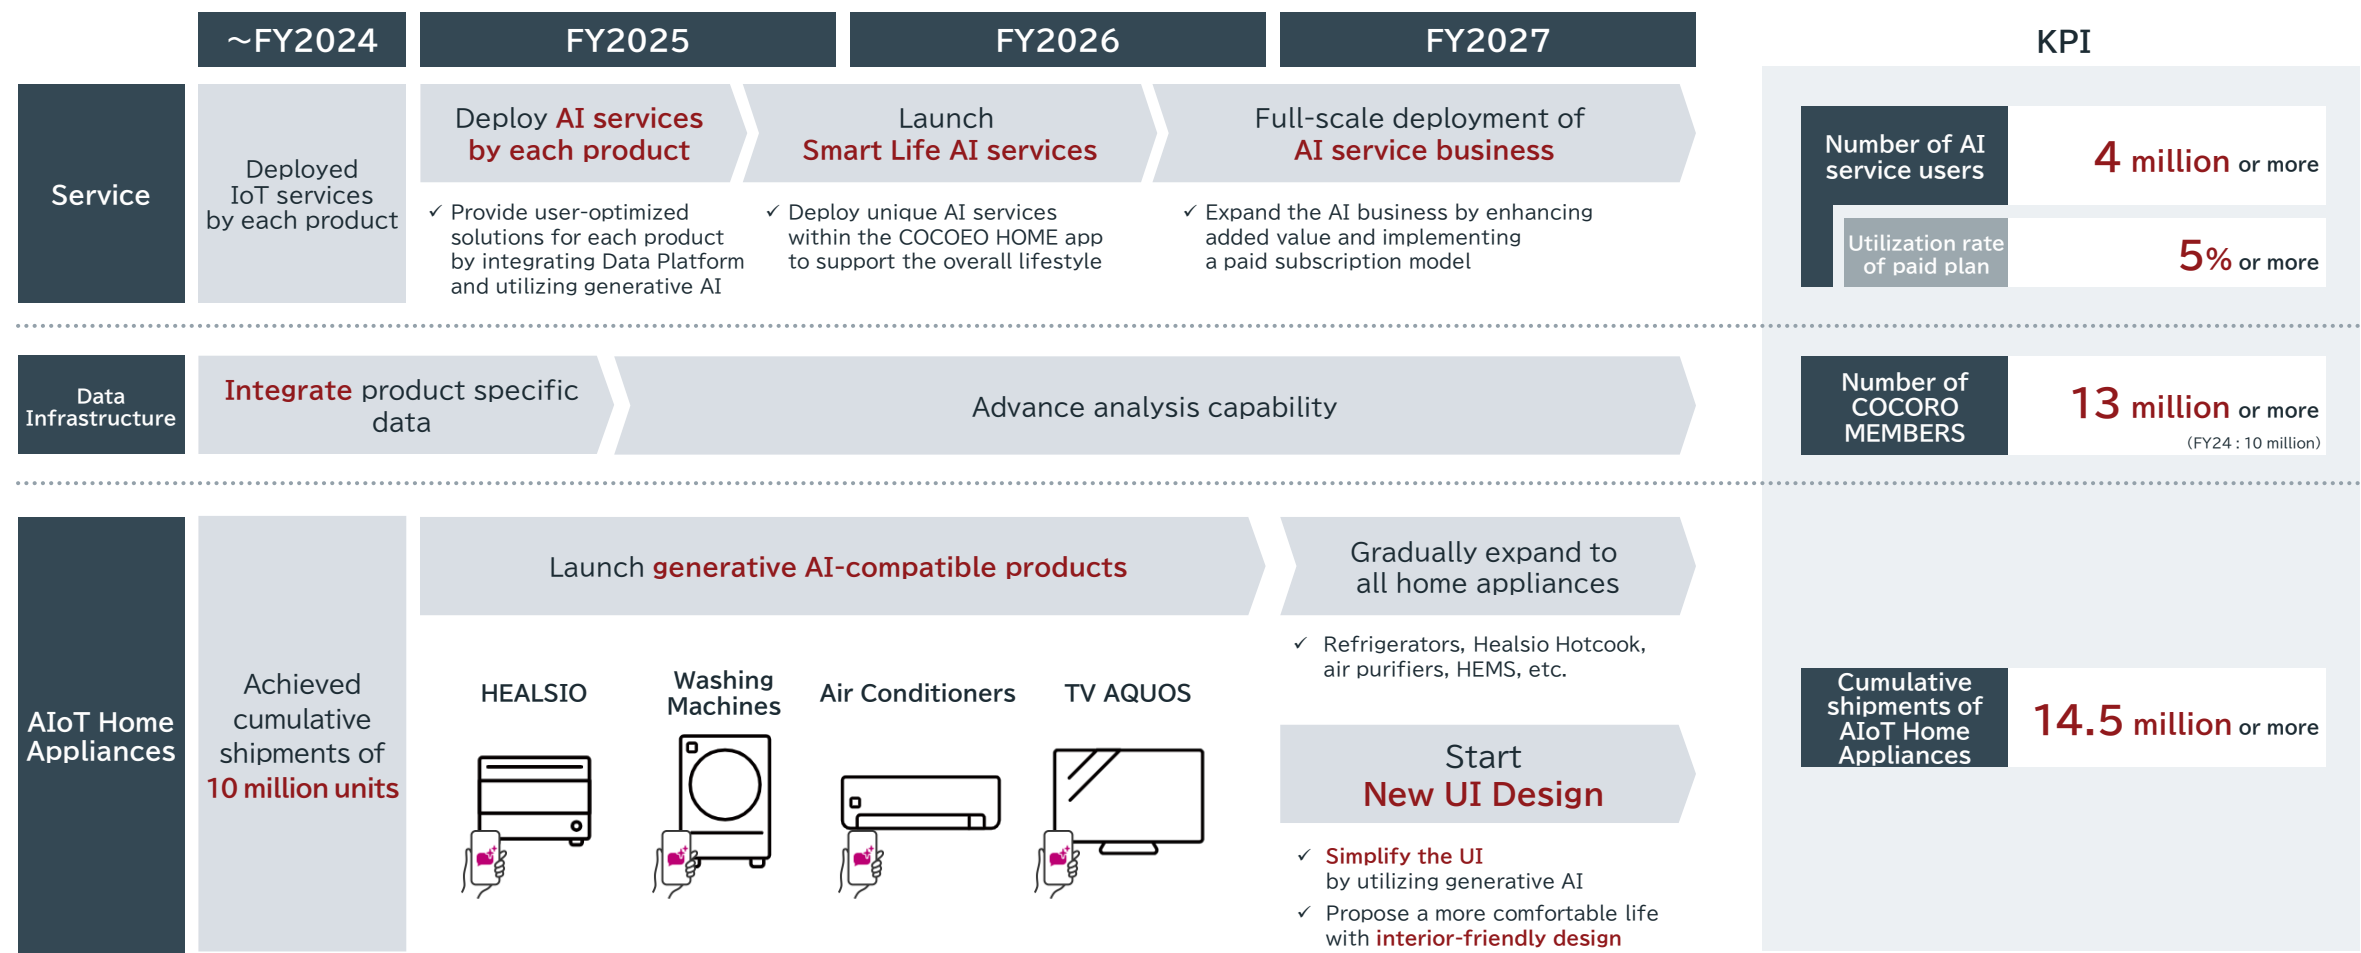 ~FY2024
FY2025
FY2026
FY2027
KPI
Service
Deployed
IoT services
by each product
Deploy AI services
by each product
✓ Provide user-optimized
solutions for each product
by integrating Data Platform
and utilizing generative AI
Launch
Smart Life AI services
✓ Deploy unique AI services
within the COCOEO HOME app
to support the overall lifestyle
Full-scale deployment of
AI service business
✓ Expand the AI business by enhancing
added value and implementing
a paid subscription model
Number of AI
service users
4 million or more
Utilization rate
of paid plan
5% or more
Data
Infrastructure
Integrate product specific
data
Advance analysis capability
Number of
COCORO
MEMBERS
13 million or more
(FY24 : 10 million)
AIoT Home
Appliances
Achieved
cumulative
shipments of
10 million units
Launch generative AI-compatible products
HEALSIO
Washing
Machines
Air Conditioners
TV AQUOS
Gradually expand to
all home appliances
✓ Refrigerators, Healsio Hotcook,
air purifiers, HEMS, etc.
Start
New UI Design
✓ Simplify the UI
by utilizing generative AI
✓ Propose a more comfortable life
with interior-friendly design
Cumulative
shipments of
AIoT Home
Appliances
14.5 million or more